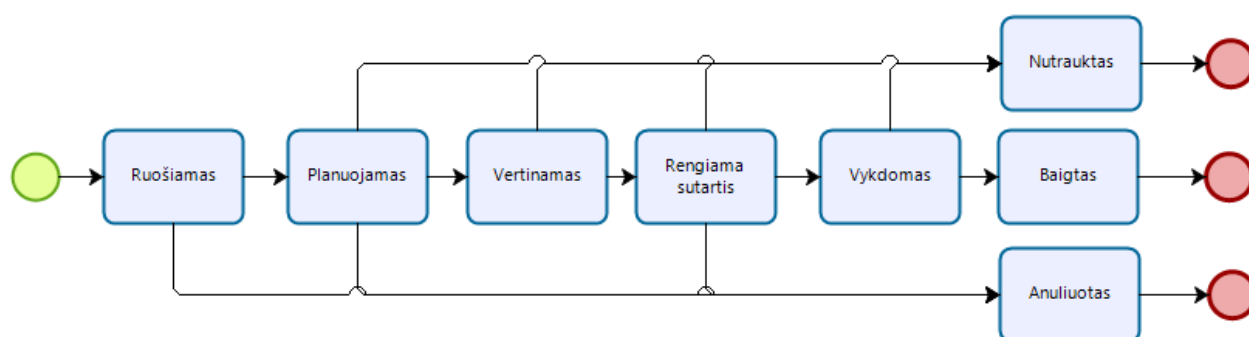 Nutrauktas
Ruošiamas
Planuojamas
Vertinamas
Rengiama
sutartis
Vykdomas
Baigtas
Anuliuotas